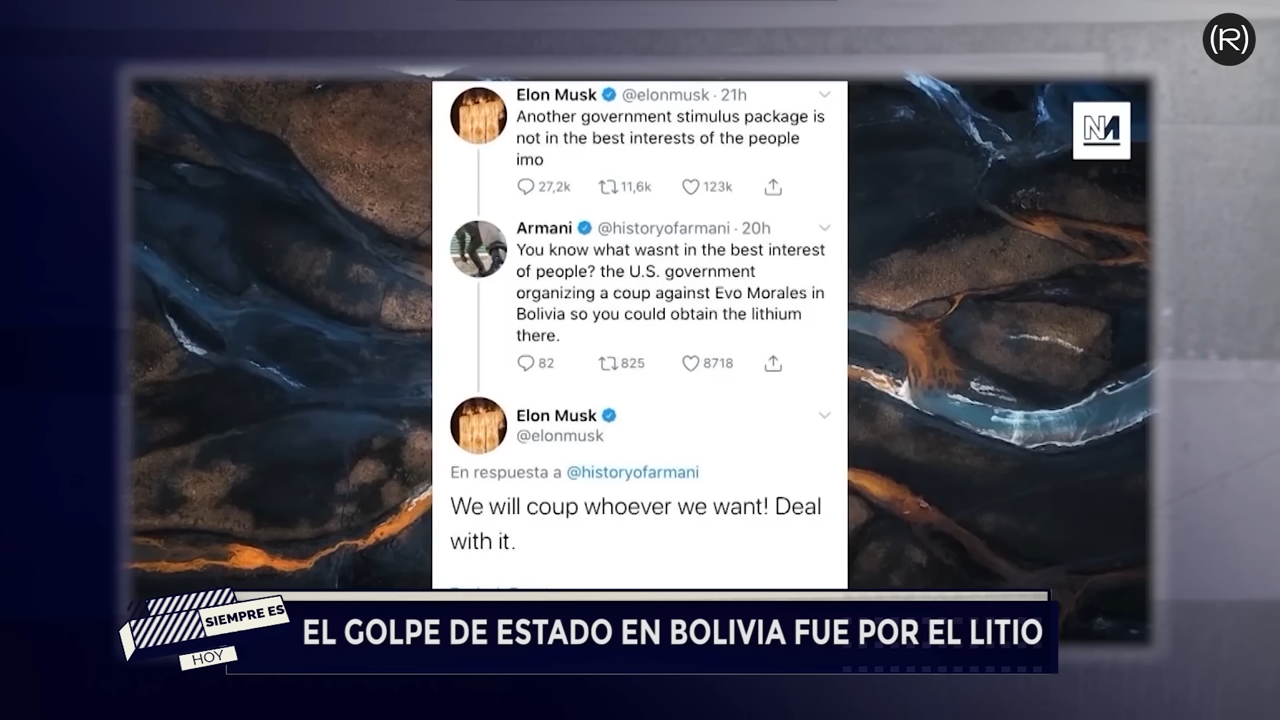 (R)
Elon Musk @elonmusk · 21h
Another government stimulus package is
not in the best interests of the people
imo
27,2k 11,6k 123k
Armani @historyofarmani · 20h
You know what wasnt in the best interest
of people? the U.S. government
organizing a coup against Evo Morales in
Bolivia so you could obtain the lithium
there.
82 825 8718
Elon Musk
@elonmusk
En respuesta a @historyofarmani
We will coup whoever we want! Deal
with it.
NM
SIEMPRE ES
HOY
EL GOLPE DE ESTADO EN BOLIVIA FUE POR EL LITIO